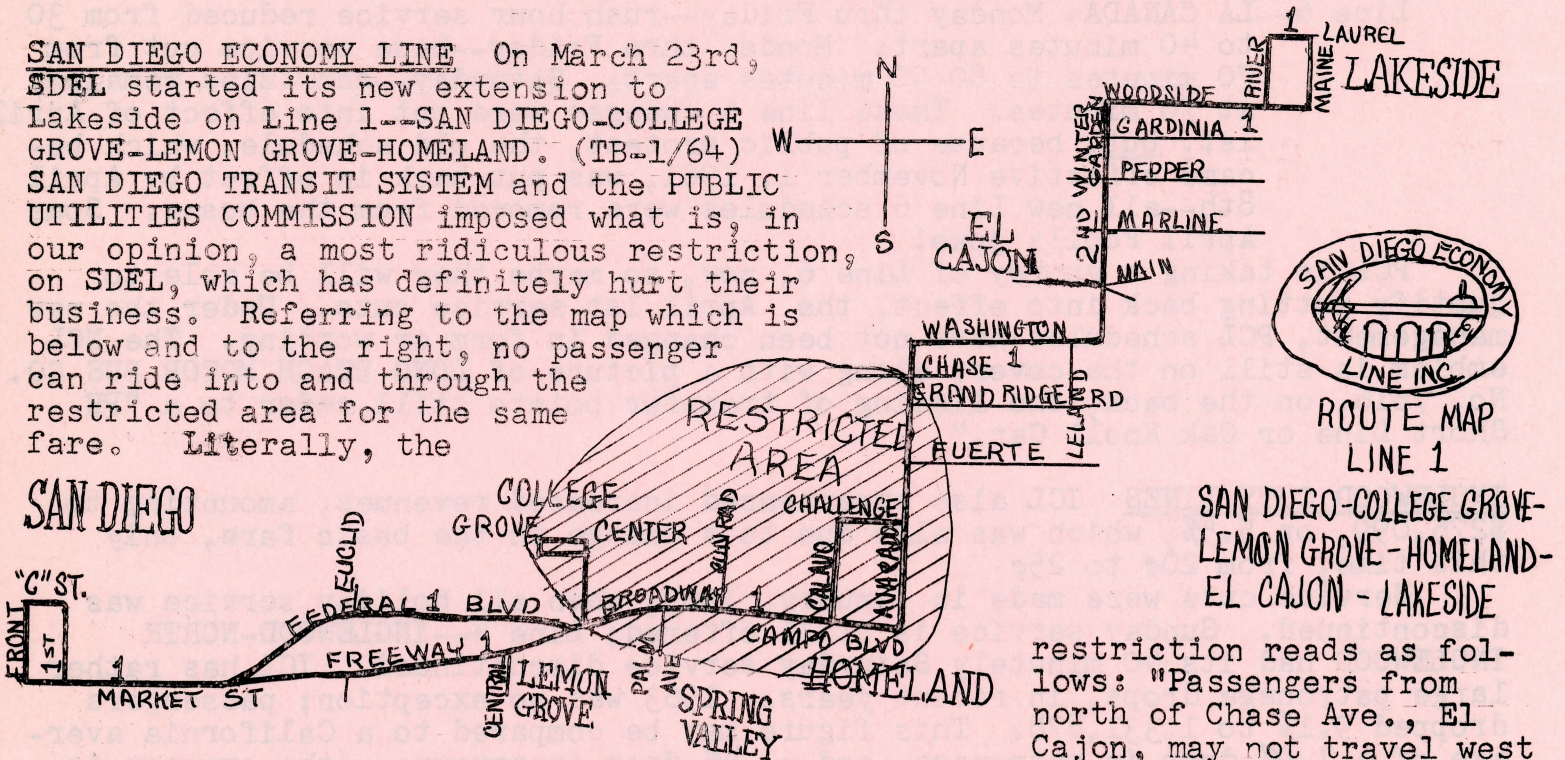 SAN DIEGO ECONOMY LINE On March 23rd,
SDEL started its new extension to
Lakeside on Line 1--SAN DIEGO-COLLEGE
GROVE-LEMON GROVE-HOMELAND. (TB-1/64)
SAN DIEGO TRANSIT SYSTEM and the PUBLIC
UTILITIES COMMISSION imposed what is, in
our opinion, a most ridiculous restriction,
on SDEL, which has definitely hurt their
business. Referring to the map which is
below and to the right, no passenger
can ride into and through the
restricted area for the same
fare. Literally, the
N
W
E
S
1
LAUREL
RIVER
MAINE
LAKESIDE
WOODSIDE
WINTER
GARDEN
GARDINIA 1
PEPPER
2ND
MARLINE
EL
CAJON
MAIN
WASHINGTON
CHASE 1
GRAND RIDGE RD
LELAND
FUERTE
SAN DIEGO ECONOMY
LINE INC.
ROUTE MAP
LINE 1
SAN DIEGO-COLLEGE GROVE-
LEMON GROVE-HOMELAND-
EL CAJON - LAKESIDE
RESTRICTED
AREA
COLLEGE
GROVE
CENTER
CHALLENGE
CALAVO
SAN DIEGO
EUCLID
"C" ST.
FRONT
1ST
1
MARKET ST
FEDERAL 1 BLVD
FREEWAY 1
BROADWAY 1
CAMPO BLVD
HOMELAND
CENTRAL
LEMON
GROVE
PALM
AVE
SPRING
VALLEY
restriction reads as fol-
lows: "Passengers from
north of Chase Ave., El
Cajon, may not travel west